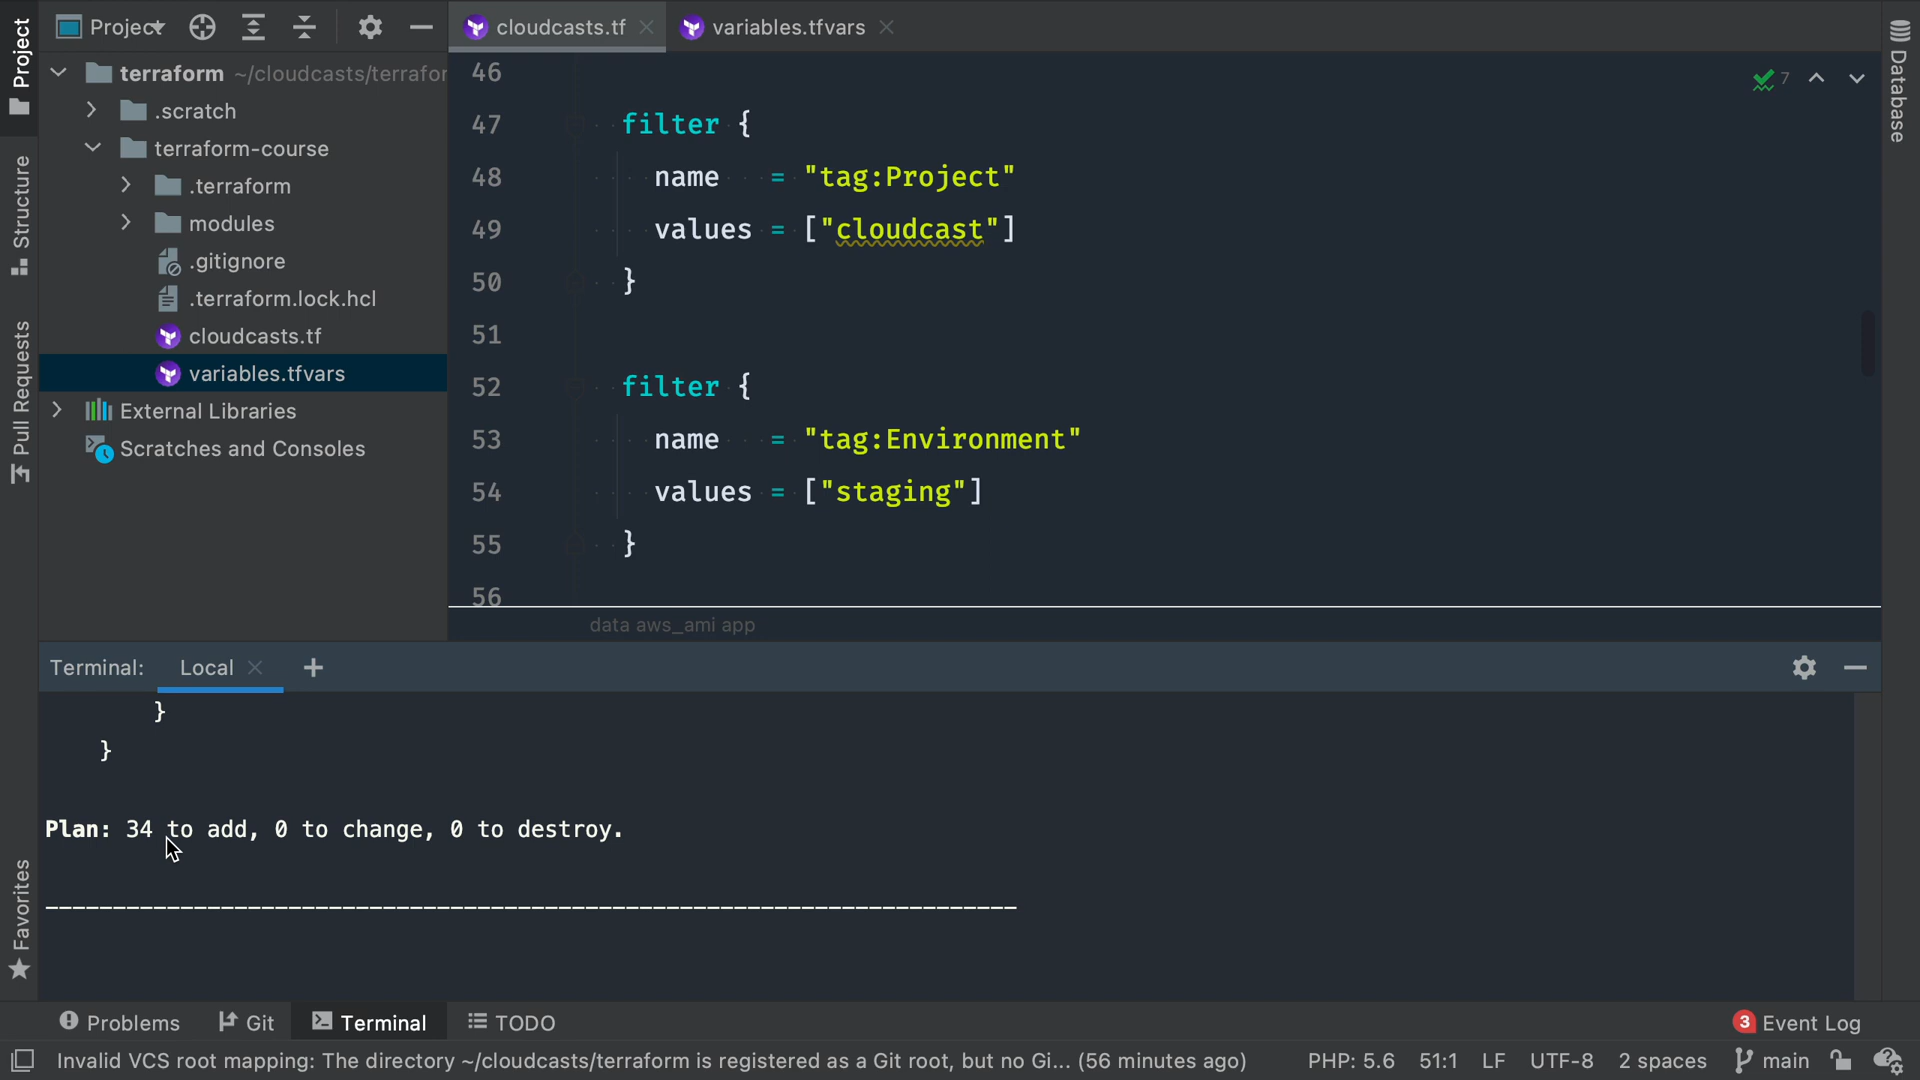 Project
cloudcasts.tf
variables.tfvars
terraform ~/cloudcasts/terrafor
.scratch
terraform-course
.terraform
modules
.gitignore
.terraform.lock.hcl
cloudcasts.tf
variables.tfvars
External Libraries
Scratches and Consoles
Project
Structure
Pull Requests
Favorites
46
47 filter {
48 name = "tag:Project"
49 values = ["cloudcast"]
50 }
51
52 filter {
53 name = "tag:Environment"
54 values = ["staging"]
55 }
56
7
Database
data aws_ami app
Terminal: Local +
}
}
Plan: 34 to add, 0 to change, 0 to destroy.
Problems Git Terminal TODO
3 Event Log
Invalid VCS root mapping: The directory ~/cloudcasts/terraform is registered as a Git root, but no Gi... (56 minutes ago) PHP: 5.6 51:1 LF UTF-8 2 spaces main